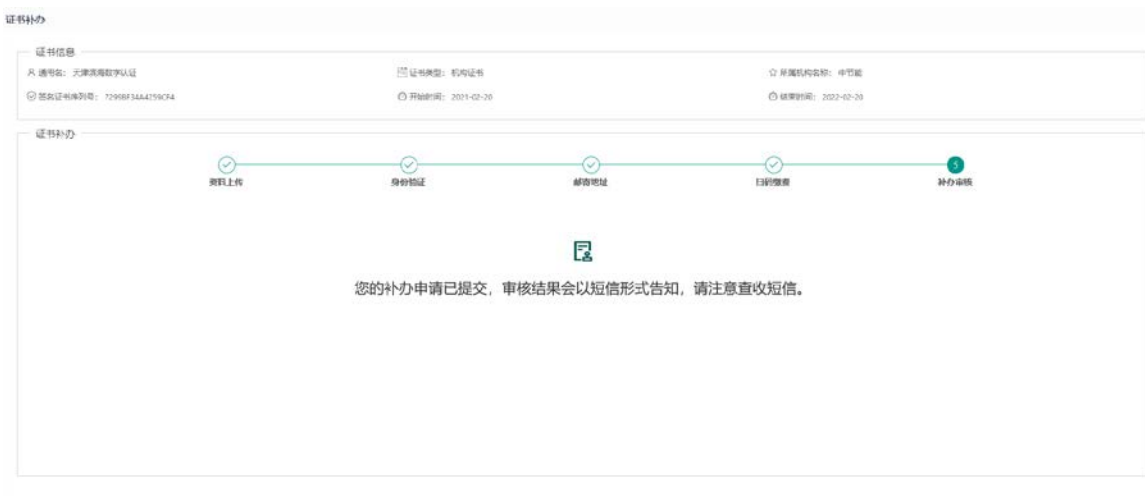 证书补办
证书信息
通用名: 天津滨海数字认证
证书类型: 机构证书
所属机构名称: 中节能
签名证书序列号:
开始时间: 2021-02-20
结束时间: 2022-02-20
证书补办
资料上传
身份验证
邮寄地址
扫码缴费
5
补办审核
您的补办申请已提交，审核结果会以短信形式告知，请注意查收短信。